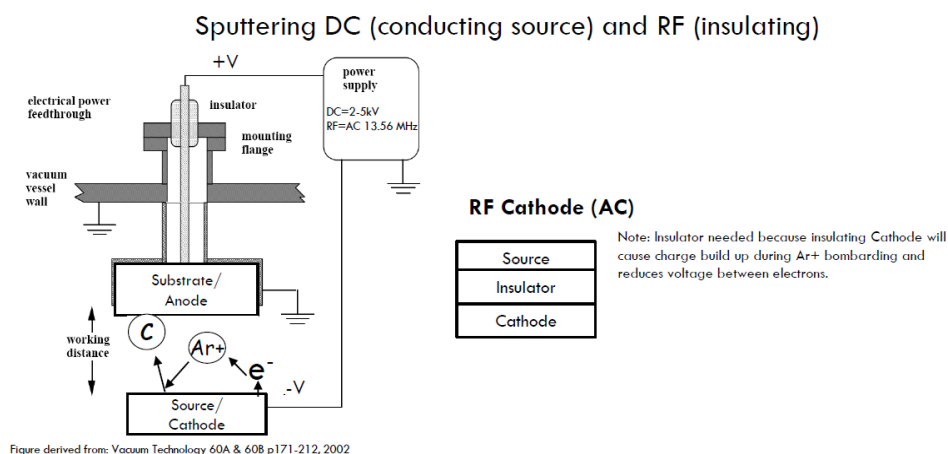 Sputtering DC (conducting source) and RF (insulating)
+V
power
supply
DC=2-5kV
RF=AC 13.56 MHz
electrical power
feedthrough
insulator
mounting
flange
vacuum
vessel
wall
Substrate/
Anode
C
working
distance
Ar+
e-
-V
Source/
Cathode
Figure derived from: Vacuum Technology 60A & 60B p171-212, 2002
RF Cathode (AC)
Source
Insulator
Cathode
Note: Insulator needed because insulating Cathode will
cause charge build up during Ar+ bombarding and
reduces voltage between electrons.